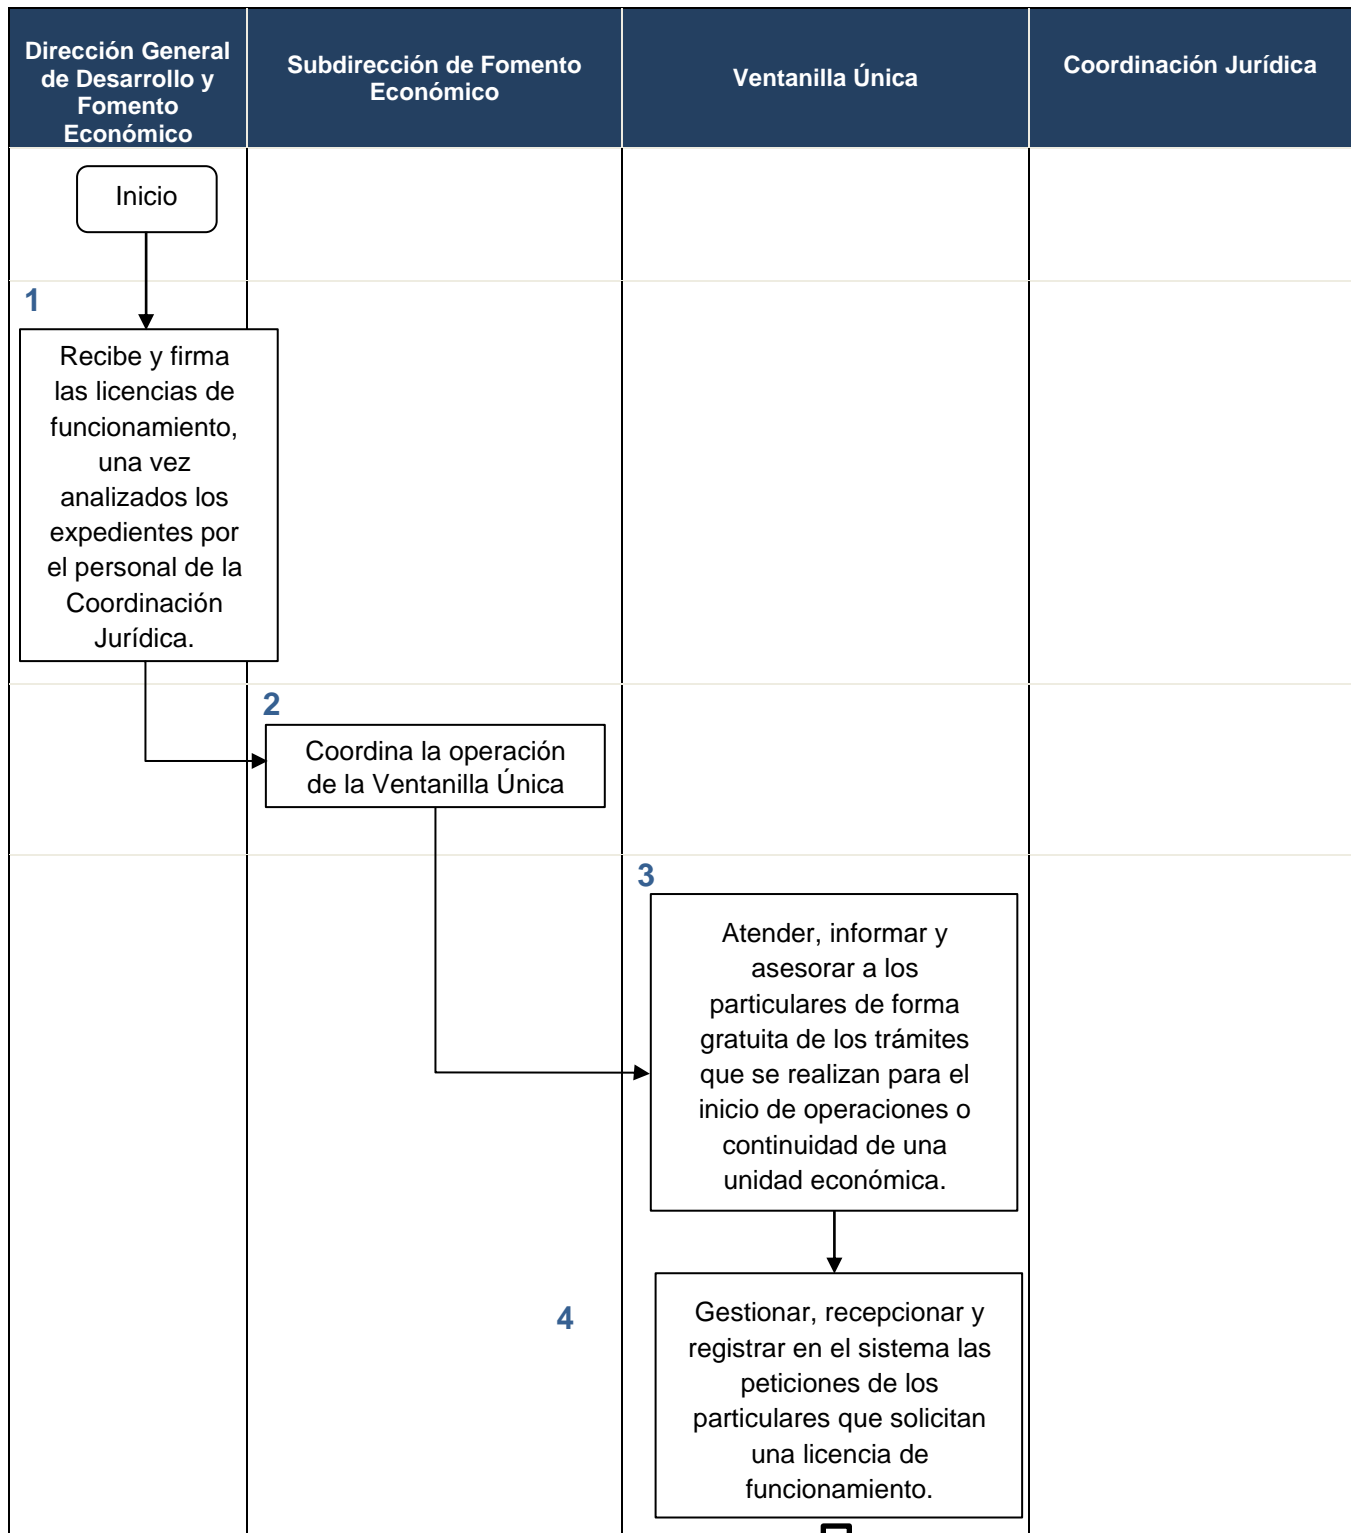 Dirección General
de Desarrollo y
Fomento
Económico
Subdirección de Fomento
Económico
Ventanilla Única
Coordinación Jurídica
Inicio
1
Recibe y firma
las licencias de
funcionamiento,
una vez
analizados los
expedientes por
el personal de la
Coordinación
Jurídica.
2
Coordina la operación
de la Ventanilla Única
3
Atender, informar y
asesorar a los
particulares de forma
gratuita de los trámites
que se realizan para el
inicio de operaciones o
continuidad de una
unidad económica.
4
Gestionar, recepcionar y
registrar en el sistema las
peticiones de los
particulares que solicitan
una licencia de
funcionamiento.